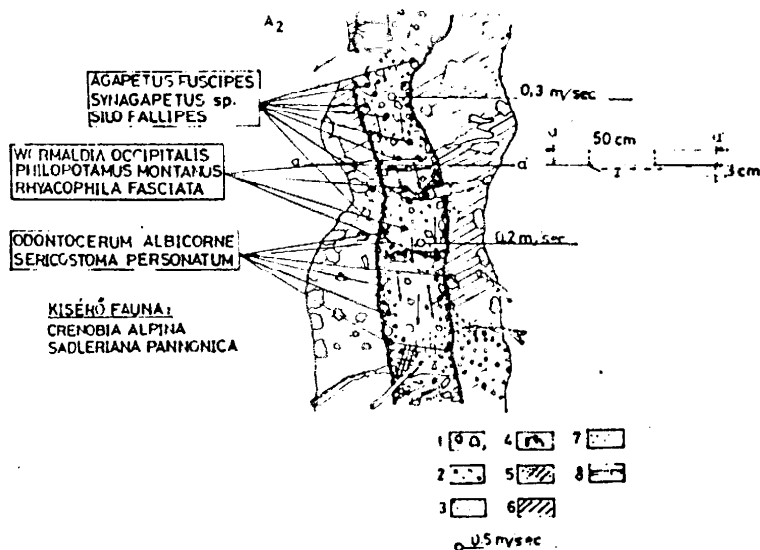 A2
AGAPETUS FUSCIPES
SYNAGAPETUS sp.
SILO FALLIPES
0,3 m/sec
WORMALDIA OCCIPITALIS
PHILOPOTAMUS MONTANUS
RHYACOPHILA FASCIATA
a
a
50 cm
3 cm
ODONTOCERUM ALBICORNE
SERICOSTOMA PERSONATUM
0,2 m/sec
KISÉRŐ FAUNA:
CRENOBIA ALPINA
SADLERIANA PANNONICA
1 4 7
2 5 8
3 6
0,5 m/sec